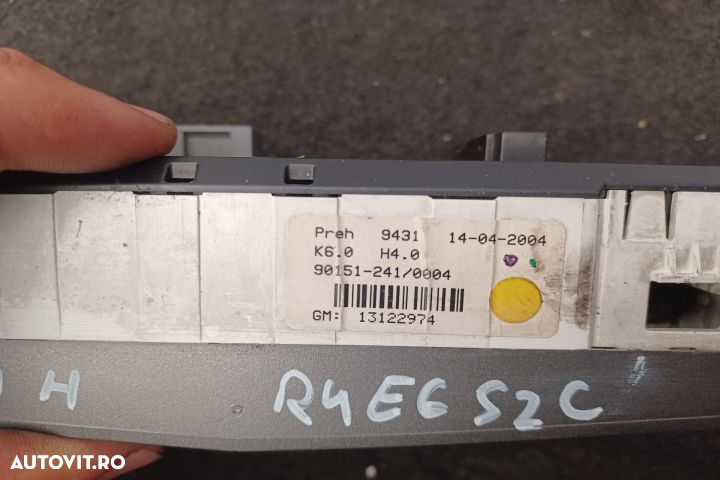 Preh 9431 14-04-2004
K6.0 H4.0
90151-241/0004
GM: 13122974
H R4E6 S2C
AUTOVIT.RO